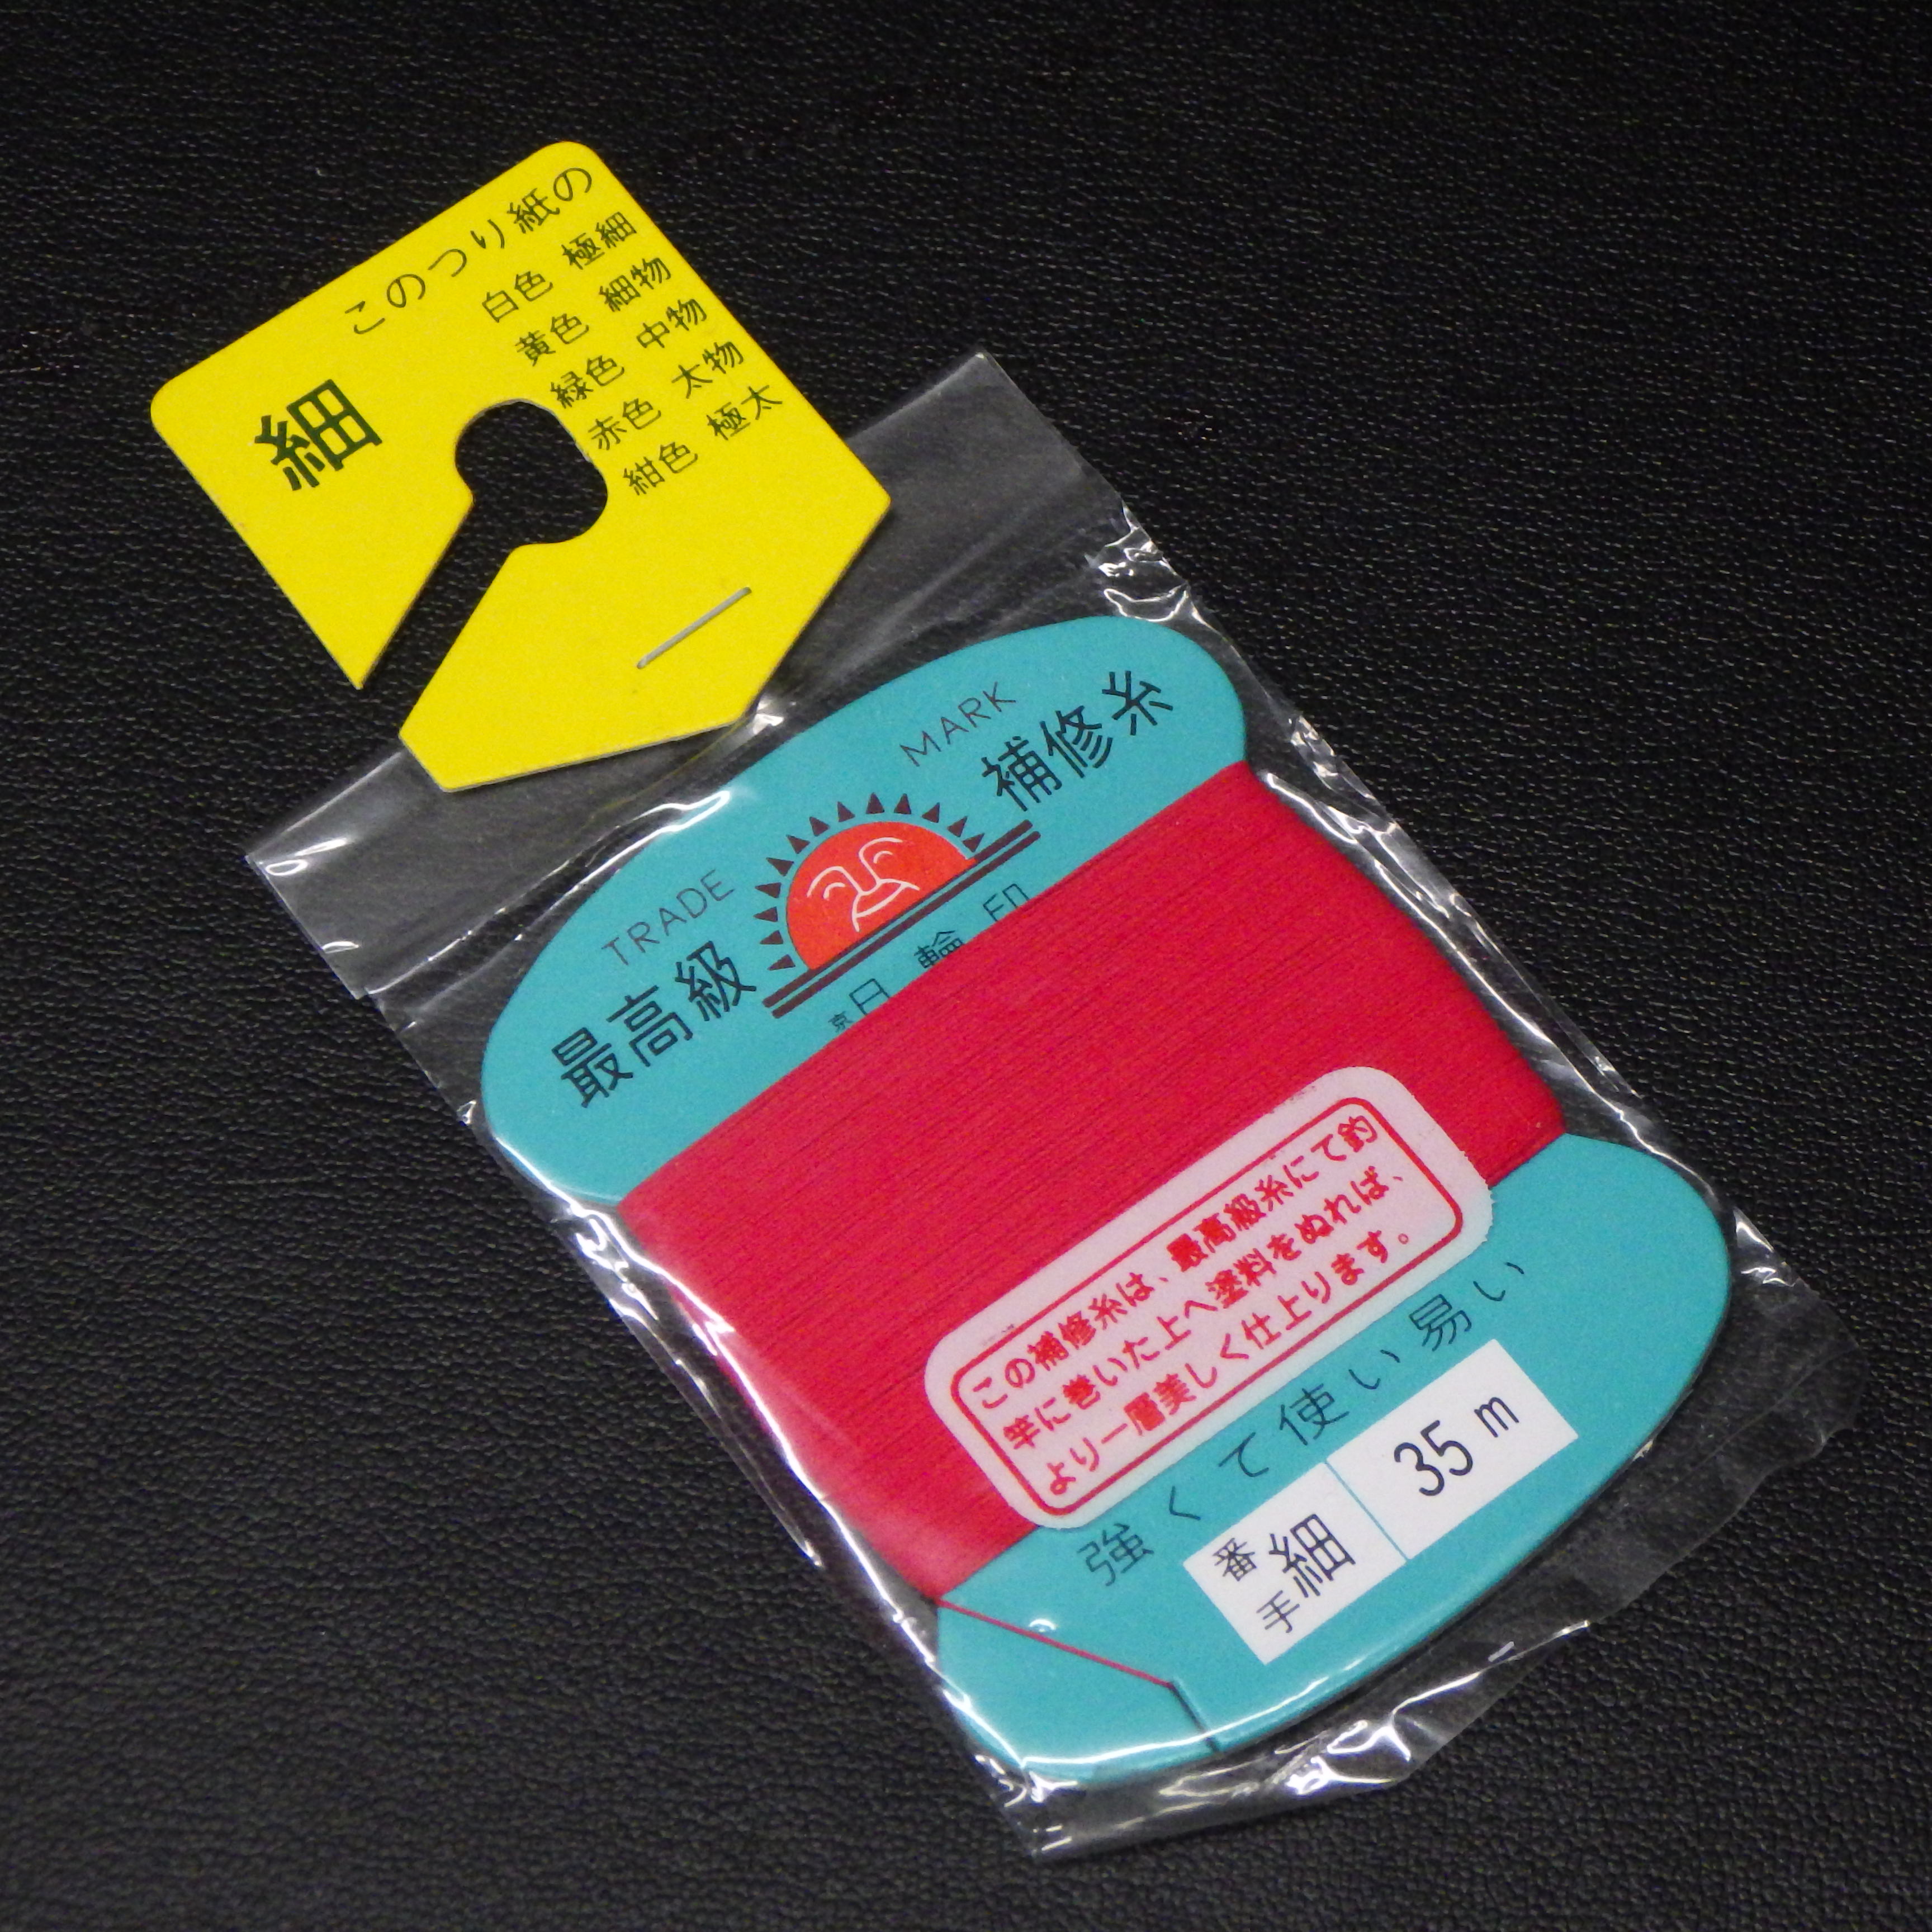 このつり紙の
白色 極細
黄色 細物
緑色 中物
赤色 太物
紺色 極太
細
TRADE MARK
最高級 補修糸
京 日輪印
この補修糸は、最高級糸にて釣
竿に巻いた上へ塗料をぬれば、
より一層美しく仕上ります。
強くて使い易い
番手 細 35m